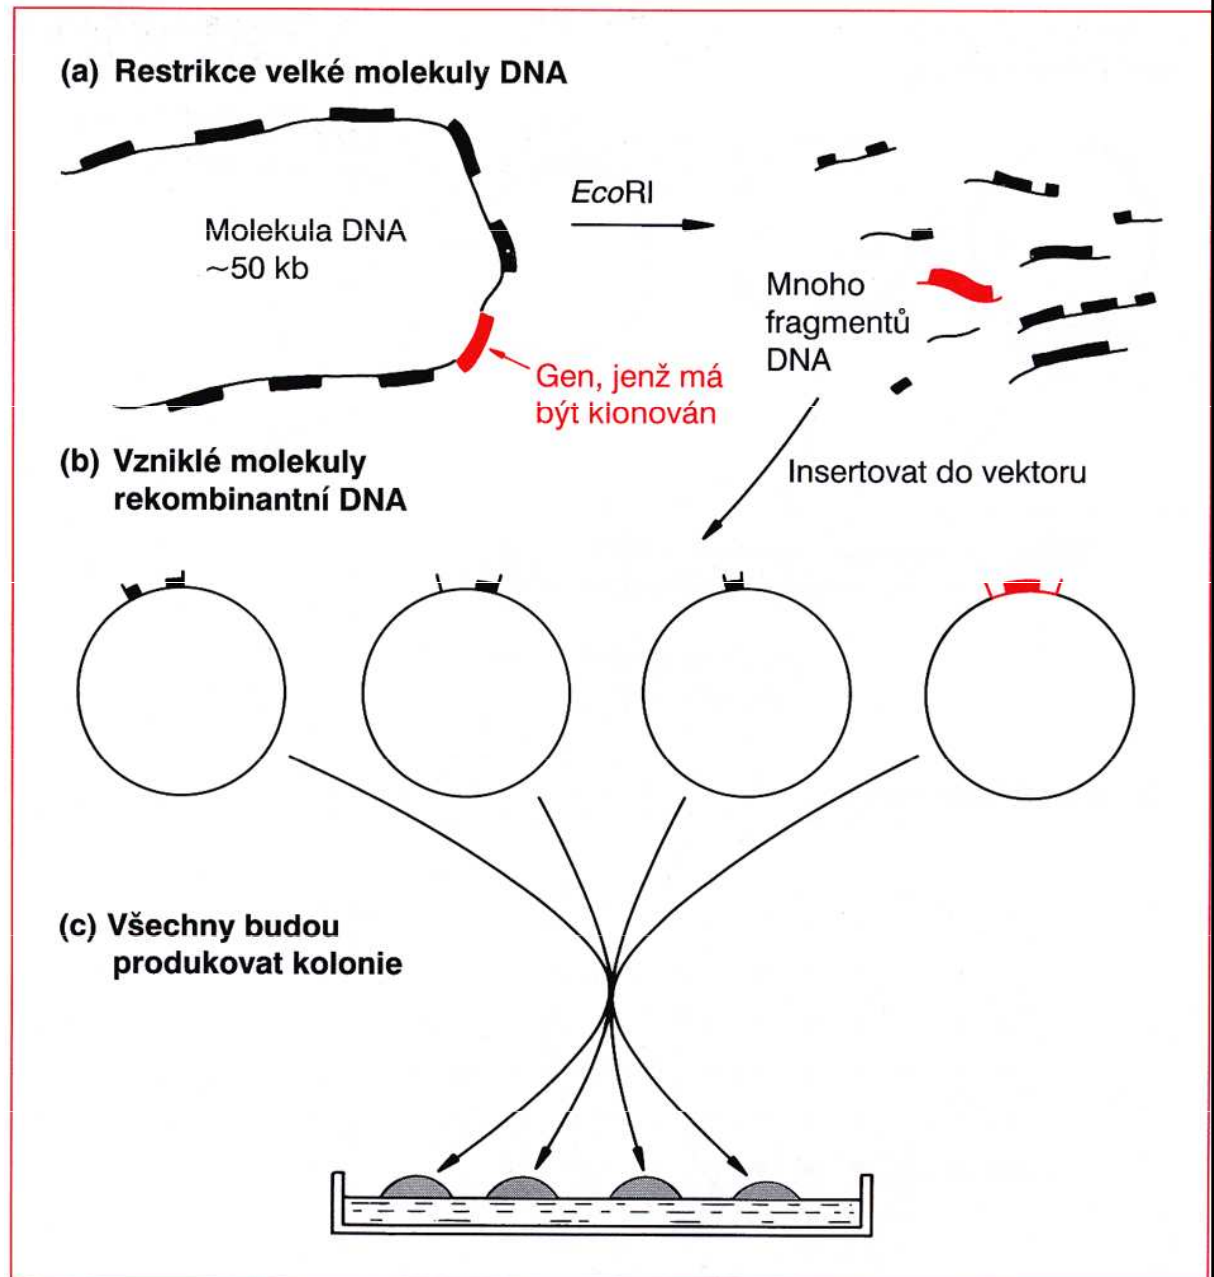 (a) Restrikce velké molekuly DNA
EcoRI
Molekula DNA
~50 kb
Mnoho
fragmentů
DNA
Gen, jenž má
být klonován
(b) Vzniklé molekuly
rekombinantní DNA
Insertovat do vektoru
(c) Všechny budou
produkovat kolonie